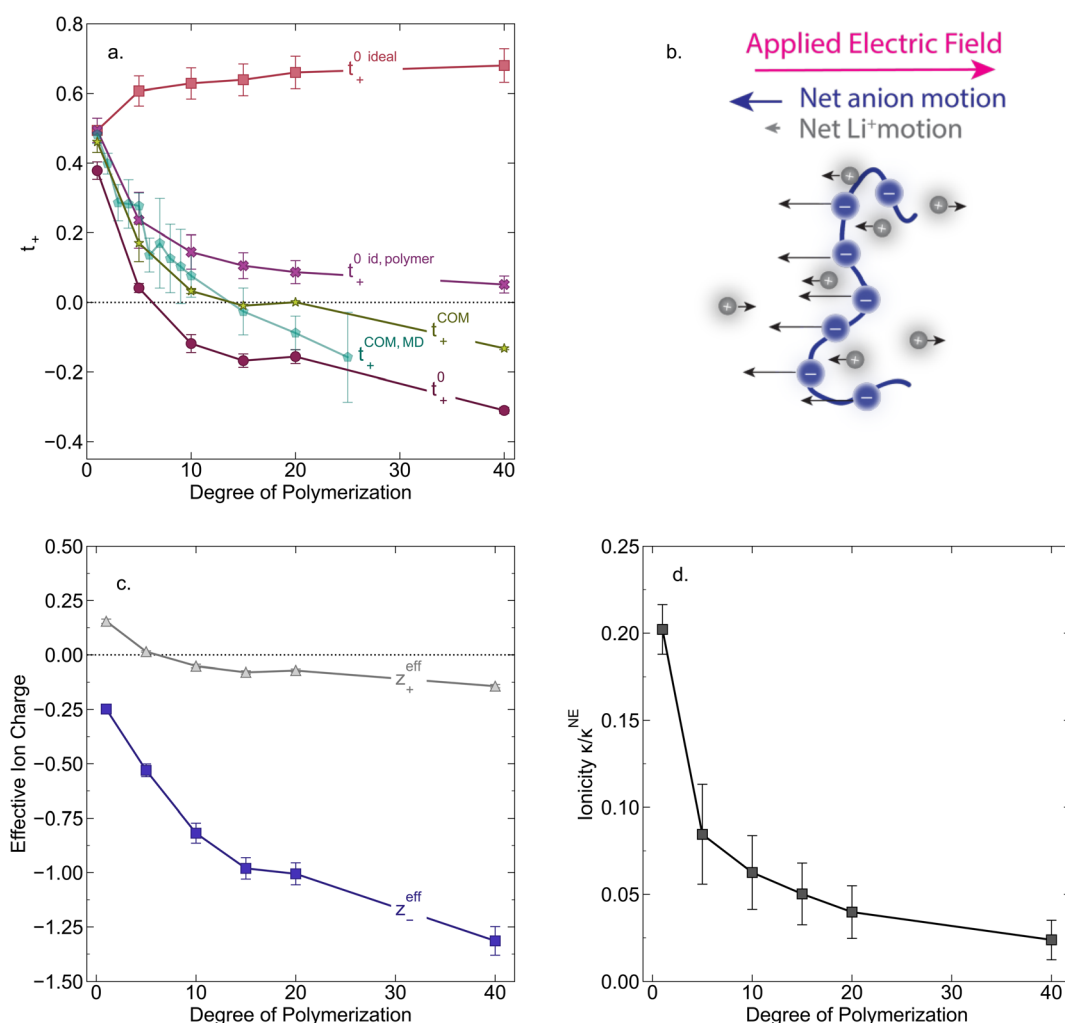 a.
t₊⁰ ideal
t₊⁰ id, polymer
t₊COM
t₊COM, MD
t₊⁰
0.8
0.6
0.4
0.2
0.0
−0.2
−0.4
t₊
0
10
20
30
40
Degree of Polymerization
b.
Applied Electric Field
Net anion motion
Net Li⁺motion
+
+
+
+
+
+
+
−
−
−
−
−
−
−
c.
0.50
0.25
0.00
−0.25
−0.50
−0.75
−1.00
−1.25
−1.50
Effective Ion Charge
z₊eff
z₋eff
0
10
20
30
40
Degree of Polymerization
d.
0.25
0.20
0.15
0.10
0.05
0.00
Ionicity κ/κᴺᴱ
0
10
20
30
40
Degree of Polymerization